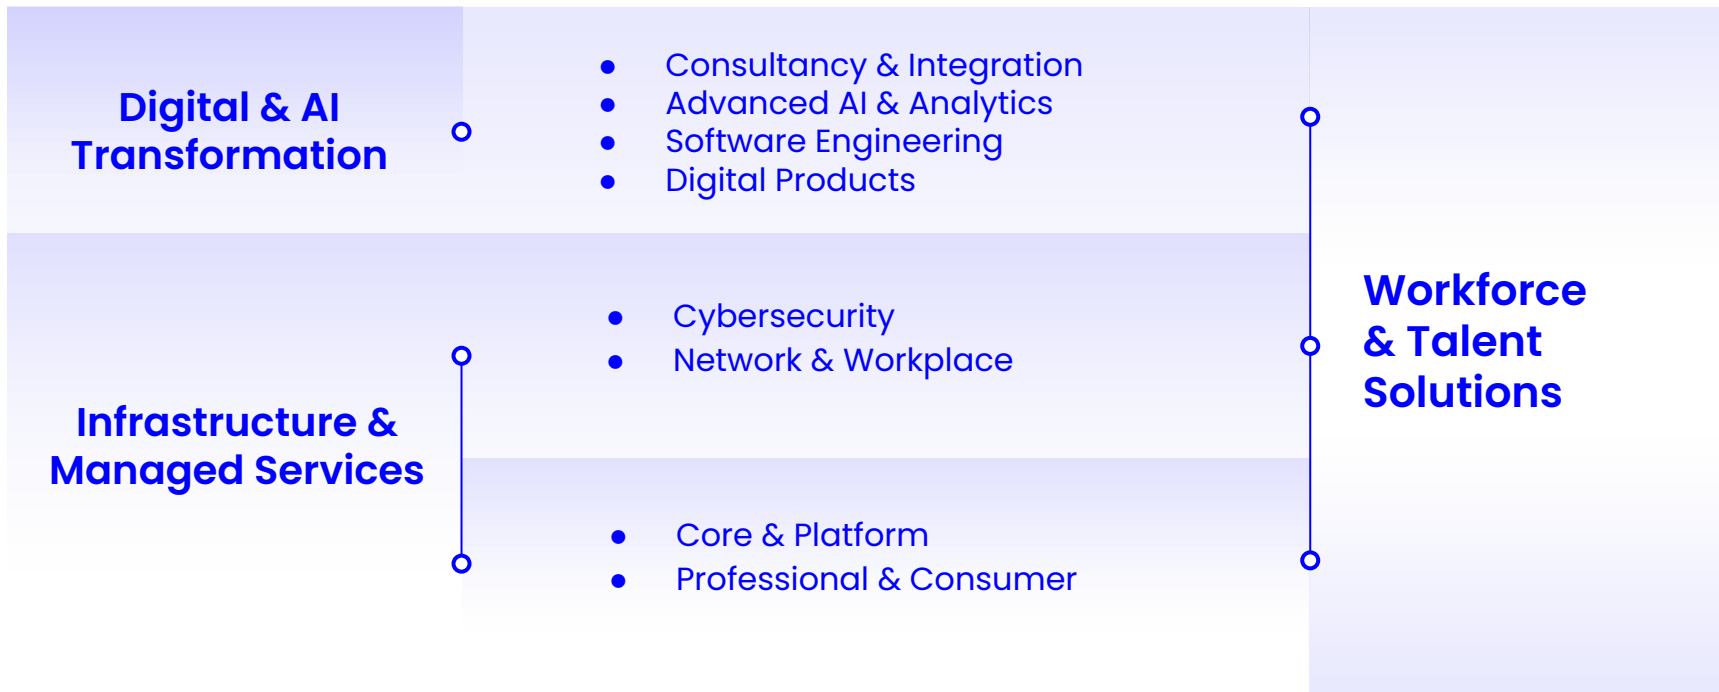 Digital & AI
Transformation
● Consultancy & Integration
● Advanced AI & Analytics
● Software Engineering
● Digital Products
Infrastructure &
Managed Services
● Cybersecurity
● Network & Workplace
● Core & Platform
● Professional & Consumer
Workforce
& Talent
Solutions